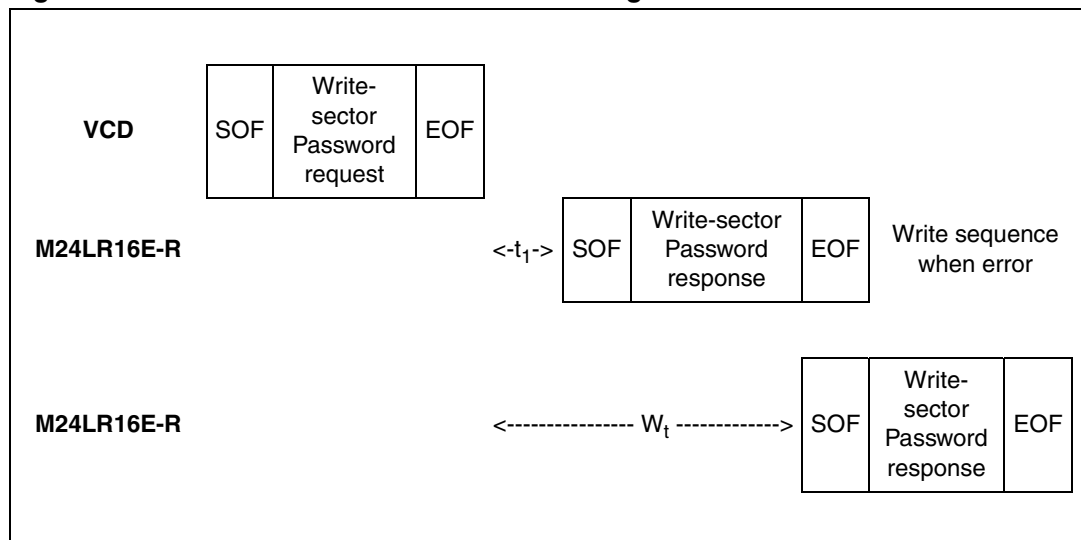 VCD
SOF
Write-
sector
Password
request
EOF
M24LR16E-R
<-t1->
SOF
Write-sector
Password
response
EOF
Write sequence
when error
M24LR16E-R
<---------------- Wt ------------->
SOF
Write-
sector
Password
response
EOF